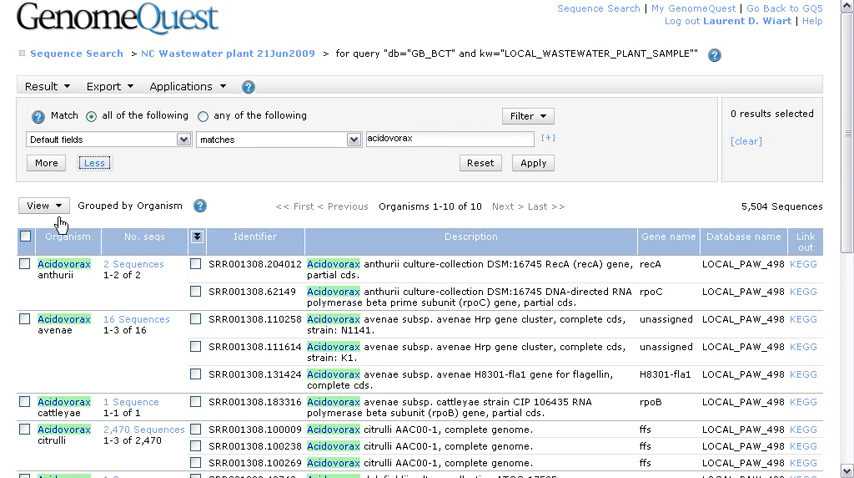 GenomeQuest
Sequence Search | My GenomeQuest | Go Back to GQ5
Log out Laurent D. Wiart | Help
Sequence Search > NC Wastewater plant 21Jun2009 > for query "db="GB_BCT" and kw="LOCAL_WASTEWATER_PLANT_SAMPLE"" ?
Result Export Applications ?
? Match all of the following any of the following Filter
Default fields matches acidovorax [+]
More Less Reset Apply
0 results selected
[clear]
View Grouped by Organism ? << First < Previous Organisms 1-10 of 10 Next > Last >> 5,504 Sequences
Organism No. seqs Identifier Description Gene name Database name Link out
Acidovorax 2 Sequences SRR001308.204012 Acidovorax anthurii culture-collection DSM:16745 RecA (recA) gene, recA LOCAL_PAW_498 KEGG
anthurii 1-2 of 2 partial cds.
SRR001308.62149 Acidovorax anthurii culture-collection DSM:16745 DNA-directed RNA rpoC LOCAL_PAW_498 KEGG
polymerase beta prime subunit (rpoC) gene, partial cds.
Acidovorax 16 Sequences SRR001308.110258 Acidovorax avenae subsp. avenae Hrp gene cluster, complete cds, unassigned LOCAL_PAW_498 KEGG
avenae 1-3 of 16 strain: N1141.
SRR001308.111614 Acidovorax avenae subsp. avenae Hrp gene cluster, complete cds, unassigned LOCAL_PAW_498 KEGG
strain: K1.
SRR001308.131424 Acidovorax avenae subsp. avenae H8301-fla1 gene for flagellin, H8301-fla1 LOCAL_PAW_498 KEGG
complete cds.
Acidovorax 1 Sequence SRR001308.183316 Acidovorax avenae subsp. cattleyae strain CIP 106435 RNA rpoB LOCAL_PAW_498 KEGG
cattleyae 1-1 of 1 polymerase beta subunit (rpoB) gene, partial cds.
Acidovorax 2,470 Sequences SRR001308.100009 Acidovorax citrulli AAC00-1, complete genome. ffs LOCAL_PAW_498 KEGG
citrulli 1-3 of 2,470
SRR001308.100238 Acidovorax citrulli AAC00-1, complete genome. ffs LOCAL_PAW_498 KEGG
SRR001308.100269 Acidovorax citrulli AAC00-1, complete genome. ffs LOCAL_PAW_498 KEGG